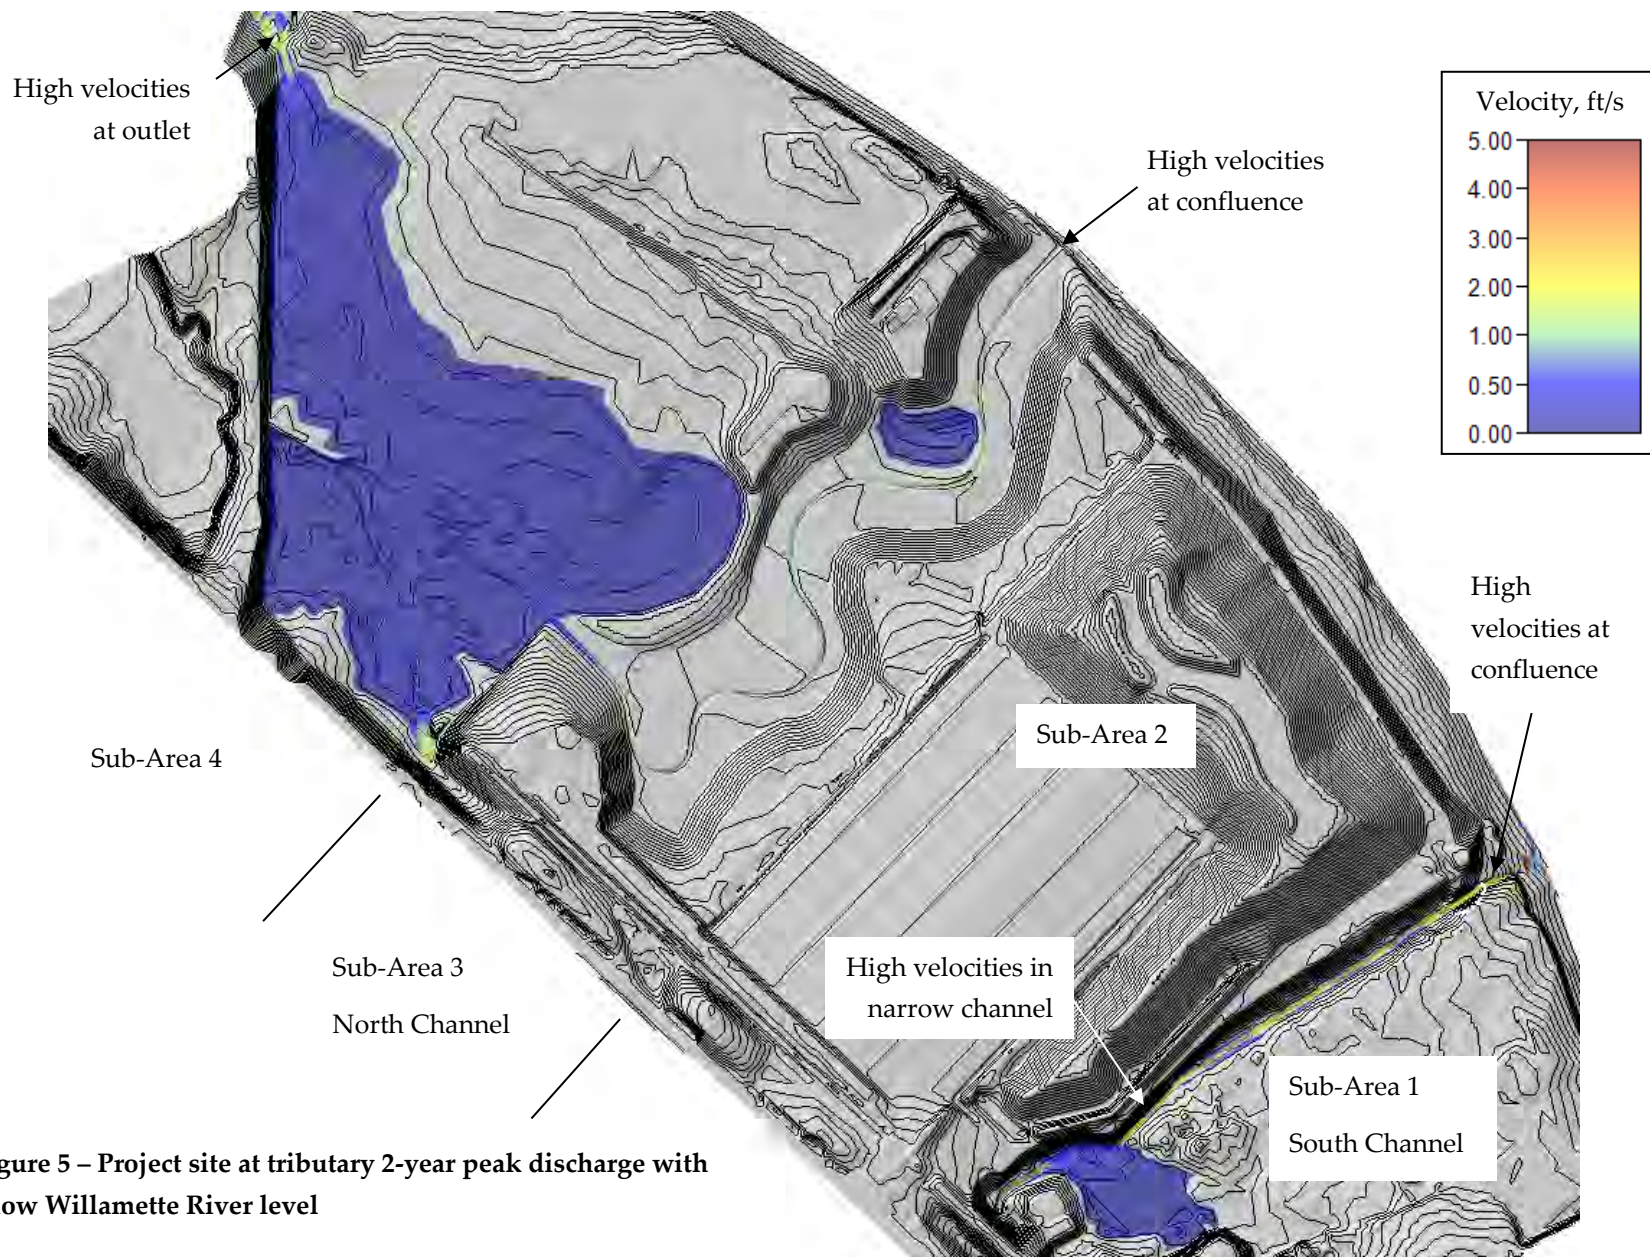 High velocities
at outlet
High velocities
at confluence
Velocity, ft/s
5.00
4.00
3.00
2.00
1.00
0.50
0.00
High
velocities at
confluence
Sub-Area 2
Sub-Area 4
Sub-Area 3
North Channel
High velocities in
narrow channel
Sub-Area 1
South Channel
gure 5 – Project site at tributary 2-year peak discharge with
low Willamette River level